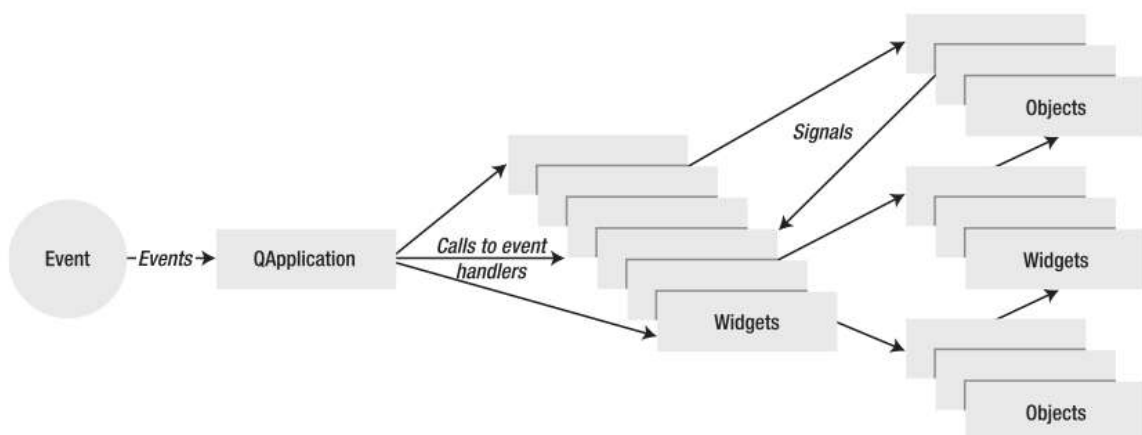 Objects
Signals
Event
Events
QApplication
Calls to event
handlers
Widgets
Widgets
Objects